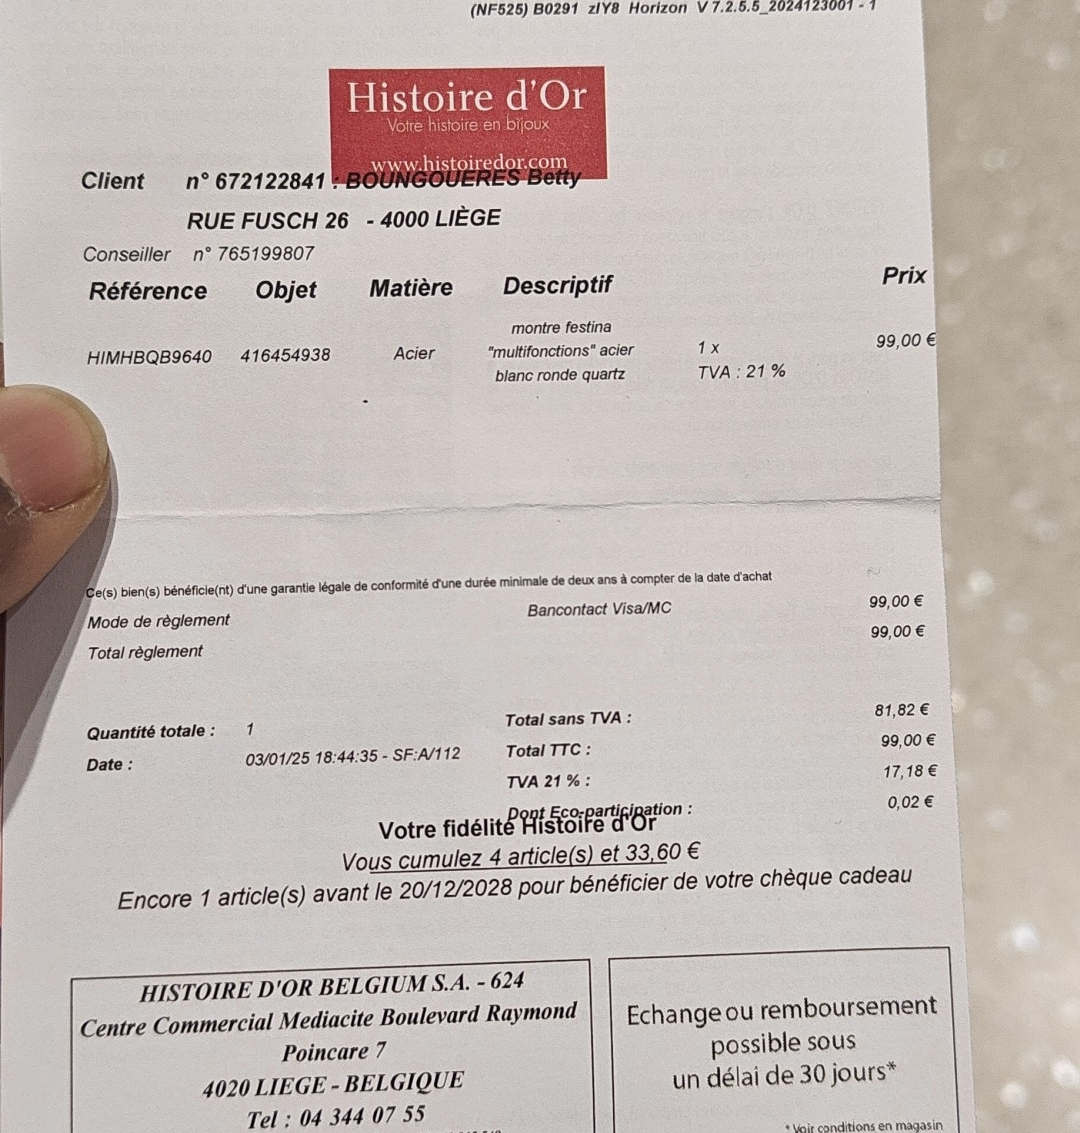 (NF525) B0291 zIY8 Horizon V 7.2.5.5_2024123001 - 1
Histoire d'Or
Votre histoire en bijoux
www.histoiredor.com
Client n° 672122841 : BOUNGOUERES Betty
RUE FUSCH 26 - 4000 LIÈGE
Conseiller n° 765199807
Référence Objet Matière Descriptif Prix
montre festina
HIMHBQB9640 416454938 Acier "multifonctions" acier 1 x 99,00 €
blanc ronde quartz TVA : 21 %
Ce(s) bien(s) bénéficie(nt) d'une garantie légale de conformité d'une durée minimale de deux ans à compter de la date d'achat
Mode de règlement Bancontact Visa/MC 99,00 €
Total règlement 99,00 €
Quantité totale : 1 Total sans TVA : 81,82 €
Date : 03/01/25 18:44:35 - SF:A/112 Total TTC : 99,00 €
TVA 21 % : 17,18 €
Dont Eco-participation : 0,02 €
Votre fidélité Histoire d'Or
Vous cumulez 4 article(s) et 33,60 €
Encore 1 article(s) avant le 20/12/2028 pour bénéficier de votre chèque cadeau
HISTOIRE D'OR BELGIUM S.A. - 624
Centre Commercial Mediacite Boulevard Raymond
Poincare 7
4020 LIEGE - BELGIQUE
Tel : 04 344 07 55
Echange ou remboursement
possible sous
un délai de 30 jours*
* Voir conditions en magasin